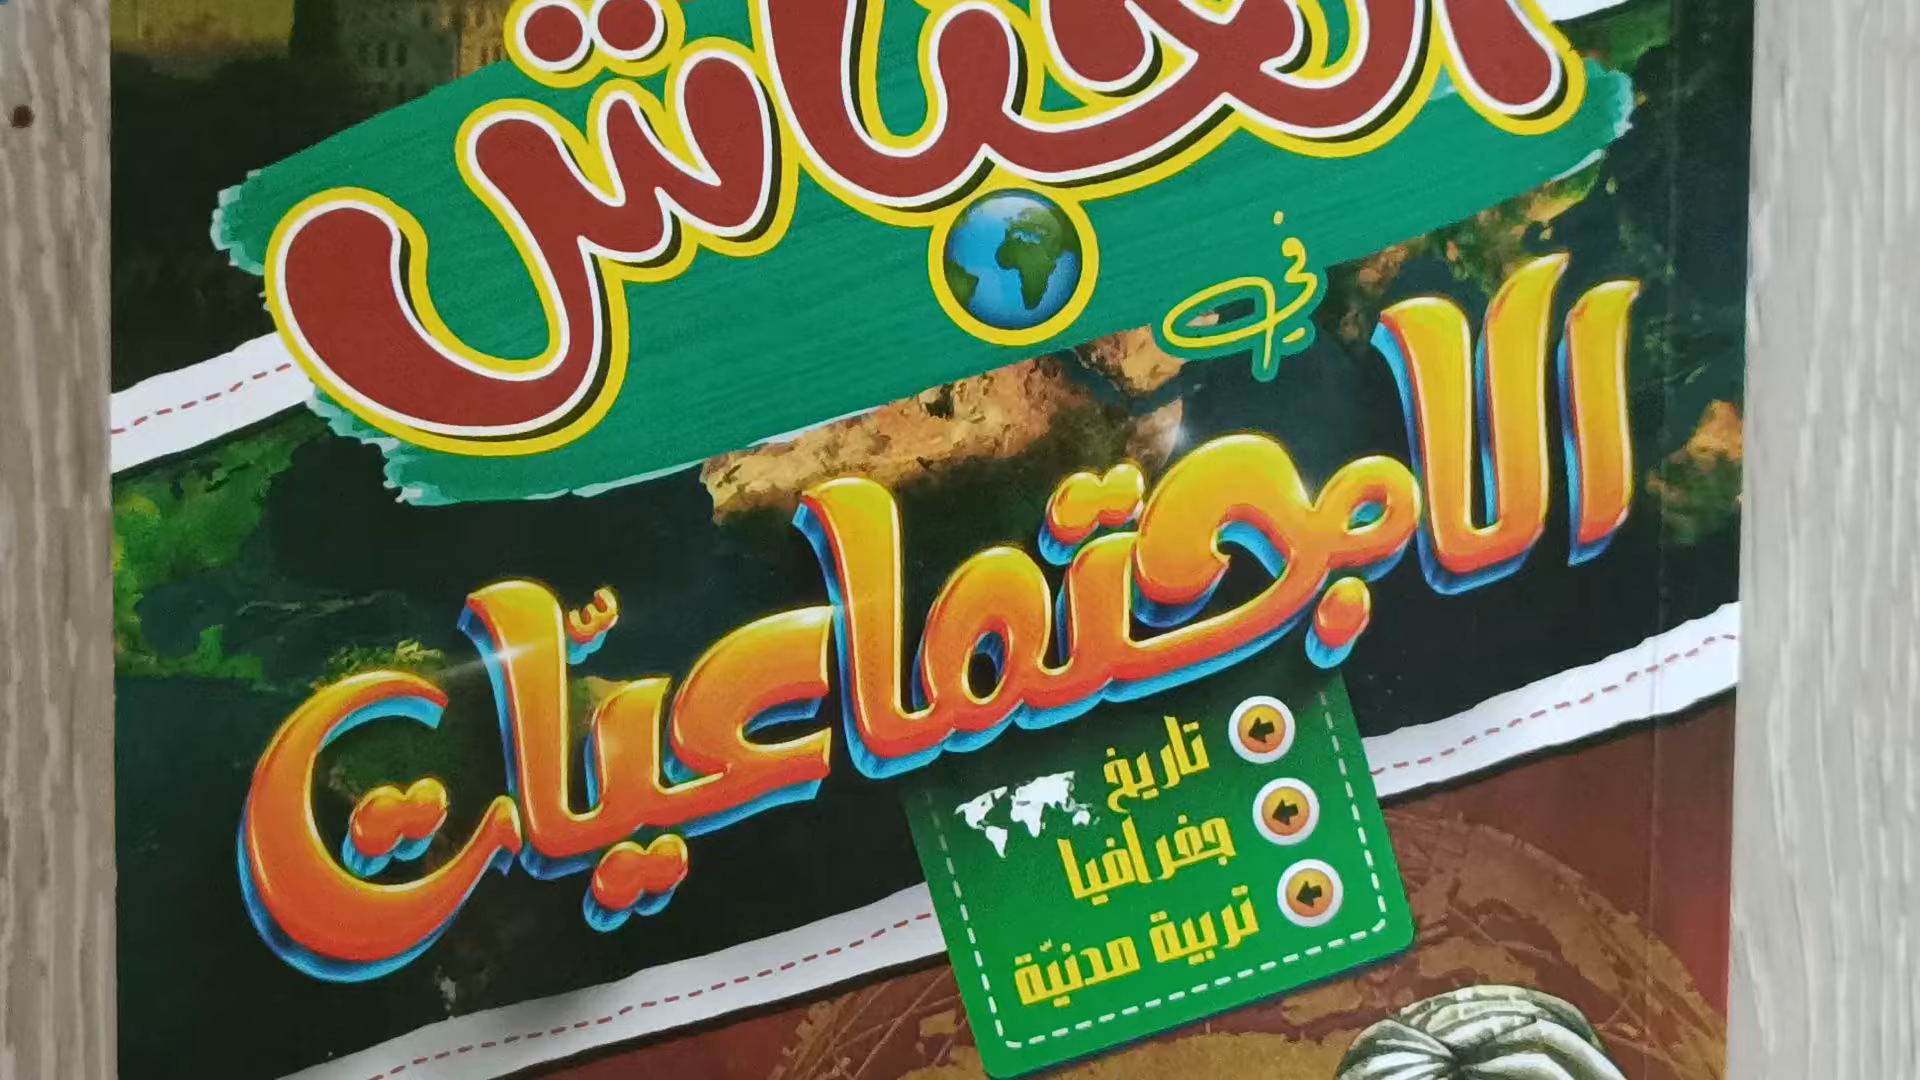 في
الاجتماعيّات
تاريخ
جغرافيا
تربية مدنيّة